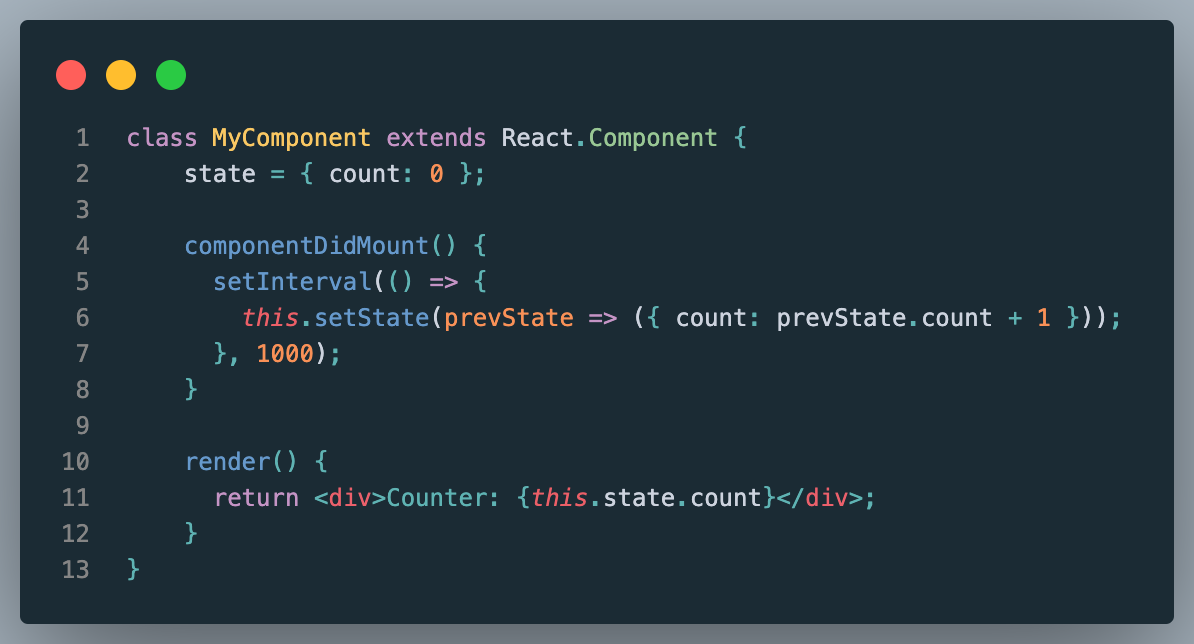 1 class MyComponent extends React.Component {
2     state = { count: 0 };
3
4     componentDidMount() {
5       setInterval(() => {
6         this.setState(prevState => ({ count: prevState.count + 1 }));
7       }, 1000);
8     }
9
10     render() {
11       return <div>Counter: {this.state.count}</div>;
12     }
13 }